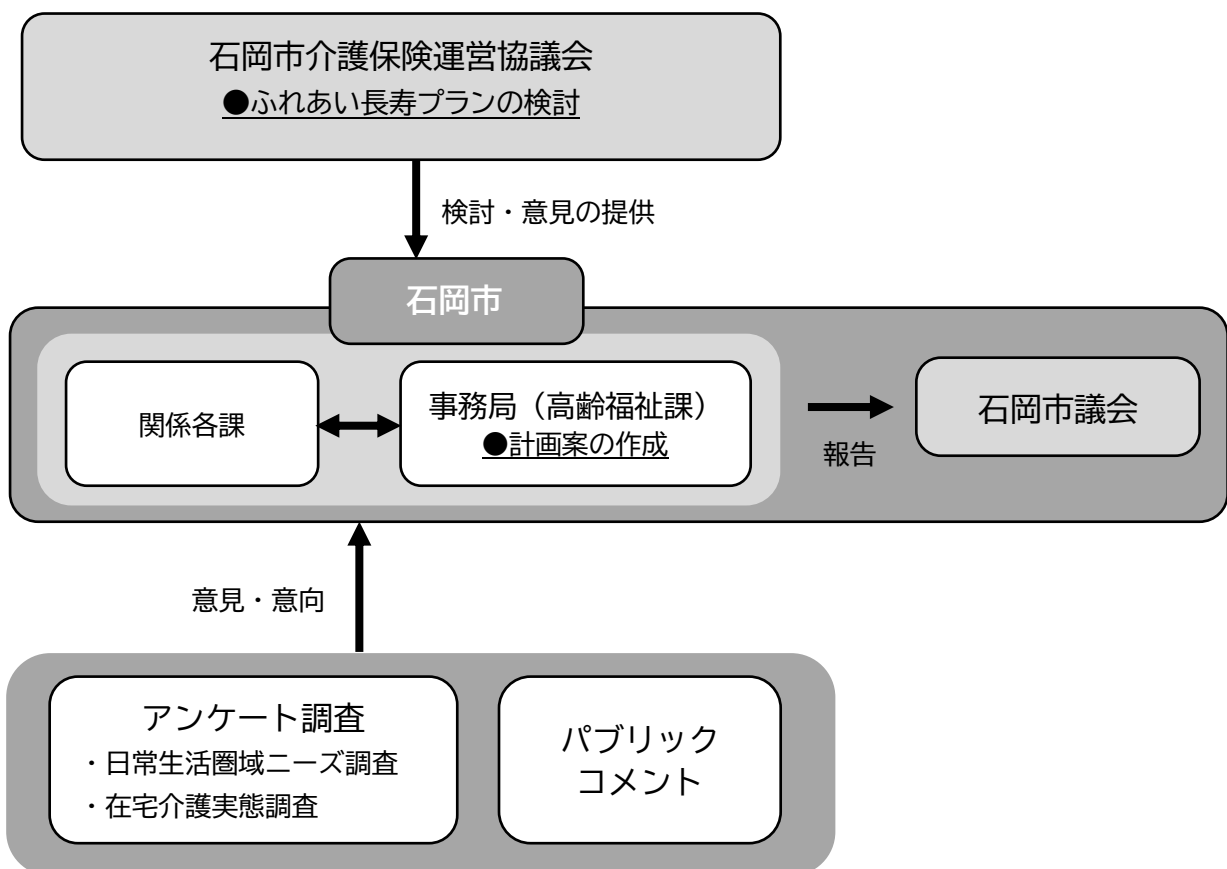 石岡市介護保険運営協議会
●ふれあい長寿プランの検討
検討・意見の提供
石岡市
関係各課
事務局（高齢福祉課）
●計画案の作成
報告
石岡市議会
意見・意向
アンケート調査
・日常生活圏域ニーズ調査
・在宅介護実態調査
パブリック
コメント